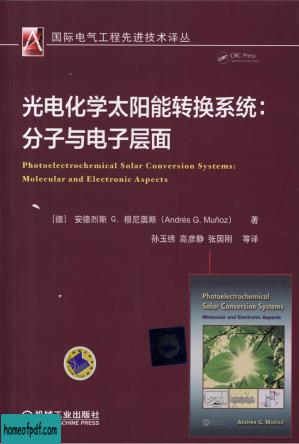 国际电气工程先进技术译丛
CRC Press
光电化学太阳能转换系统：
分子与电子层面
Photoelectrochemical Solar Conversion Systems:
Molecular and Electronic Aspects
[德] 安德烈斯 G. 穆尼奥斯（Andrés G. Muñoz） 著
孙玉绣 高彦静 张国刚 等译
Photoelectrochemical
Solar Conversion Systems
Molecular and Electronic Aspects
Andrés G. Muñoz
机械工业出版社
homeofpdf.com